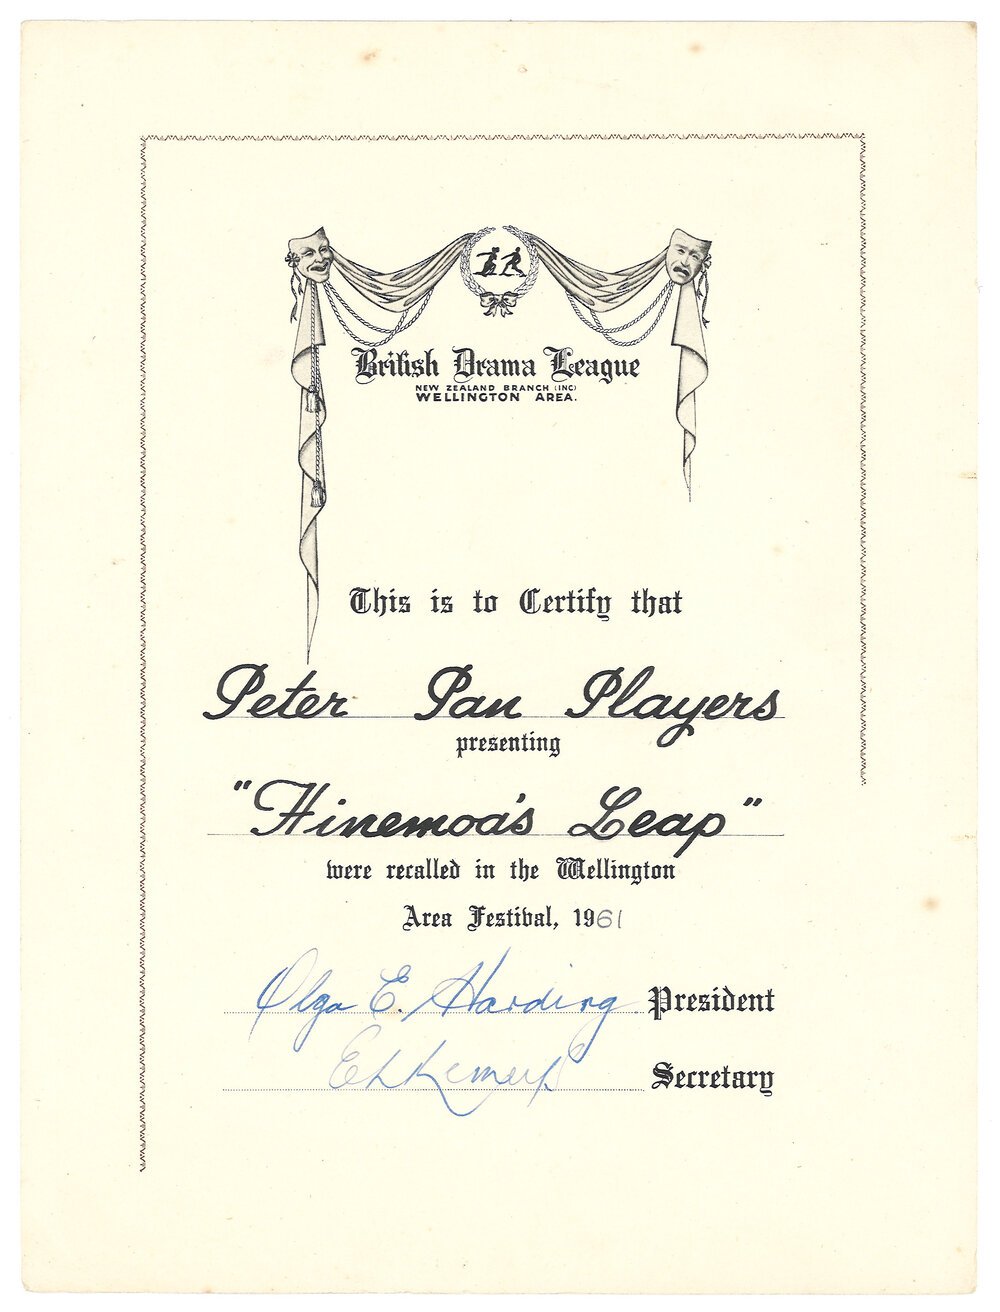 British Drama League
NEW ZEALAND BRANCH (INC)
WELLINGTON AREA.
This is to Certify that
Peter Pan Players
presenting
"Hinemoa's Leap"
were recalled in the Wellington
Area Festival, 1961
Olga E. Harding President
Secretary